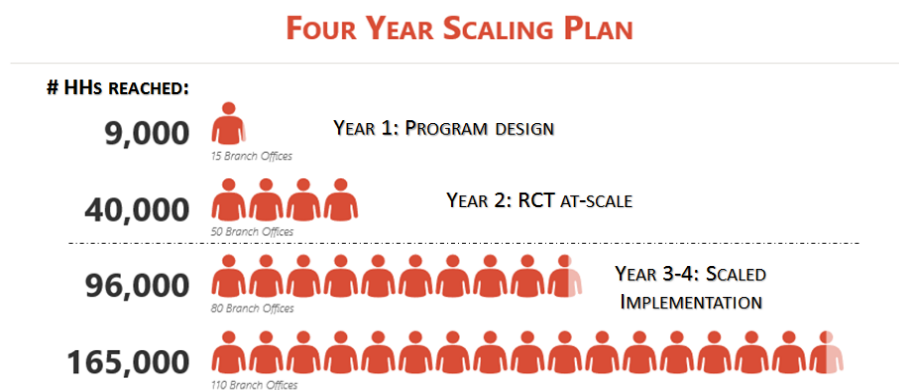 Four Year Scaling Plan
# HHs reached:
9,000
Year 1: Program design
15 Branch Offices
40,000
Year 2: RCT at-scale
50 Branch Offices
96,000
Year 3-4: Scaled
Implementation
80 Branch Offices
165,000
110 Branch Offices